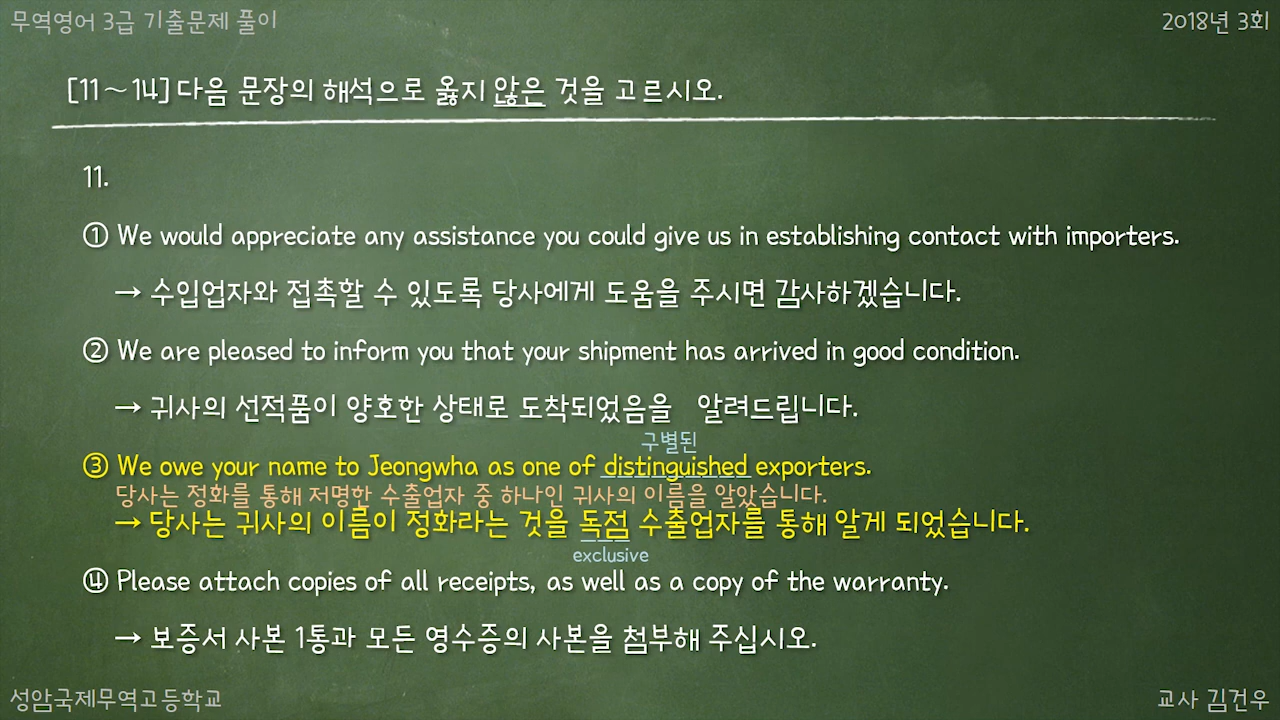 무역영어 3급 기출문제 풀이
2018년 3회
[11~14] 다음 문장의 해석으로 옳지 않은 것을 고르시오.
11.
① We would appreciate any assistance you could give us in establishing contact with importers.
→ 수입업자와 접촉할 수 있도록 당사에게 도움을 주시면 감사하겠습니다.
② We are pleased to inform you that your shipment has arrived in good condition.
→ 귀사의 선적품이 양호한 상태로 도착되었음을 알려드립니다.
구별된
③ We owe your name to Jeongwha as one of distinguished exporters.
당사는 정화를 통해 저명한 수출업자 중 하나인 귀사의 이름을 알았습니다.
→ 당사는 귀사의 이름이 정화라는 것을 독점 수출업자를 통해 알게 되었습니다.
exclusive
④ Please attach copies of all receipts, as well as a copy of the warranty.
→ 보증서 사본 1통과 모든 영수증의 사본을 첨부해 주십시오.
성암국제무역고등학교
교사 김건우